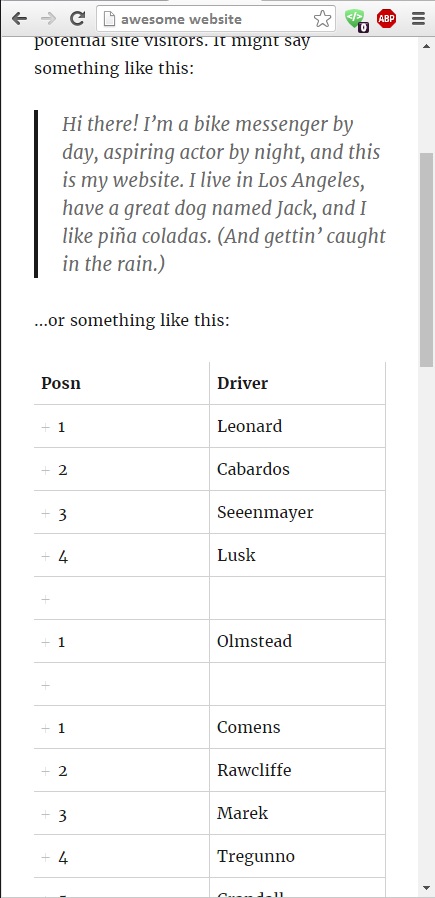 awesome website
ABP
0
potential site visitors. It might say
something like this:
Hi there! I’m a bike messenger by
day, aspiring actor by night, and this
is my website. I live in Los Angeles,
have a great dog named Jack, and I
like piña coladas. (And gettin’ caught
in the rain.)
…or something like this:
Posn Driver
+ 1 Leonard
+ 2 Cabardos
+ 3 Seeenmayer
+ 4 Lusk
+
+ 1 Olmstead
+
+ 1 Comens
+ 2 Rawcliffe
+ 3 Marek
+ 4 Tregunno